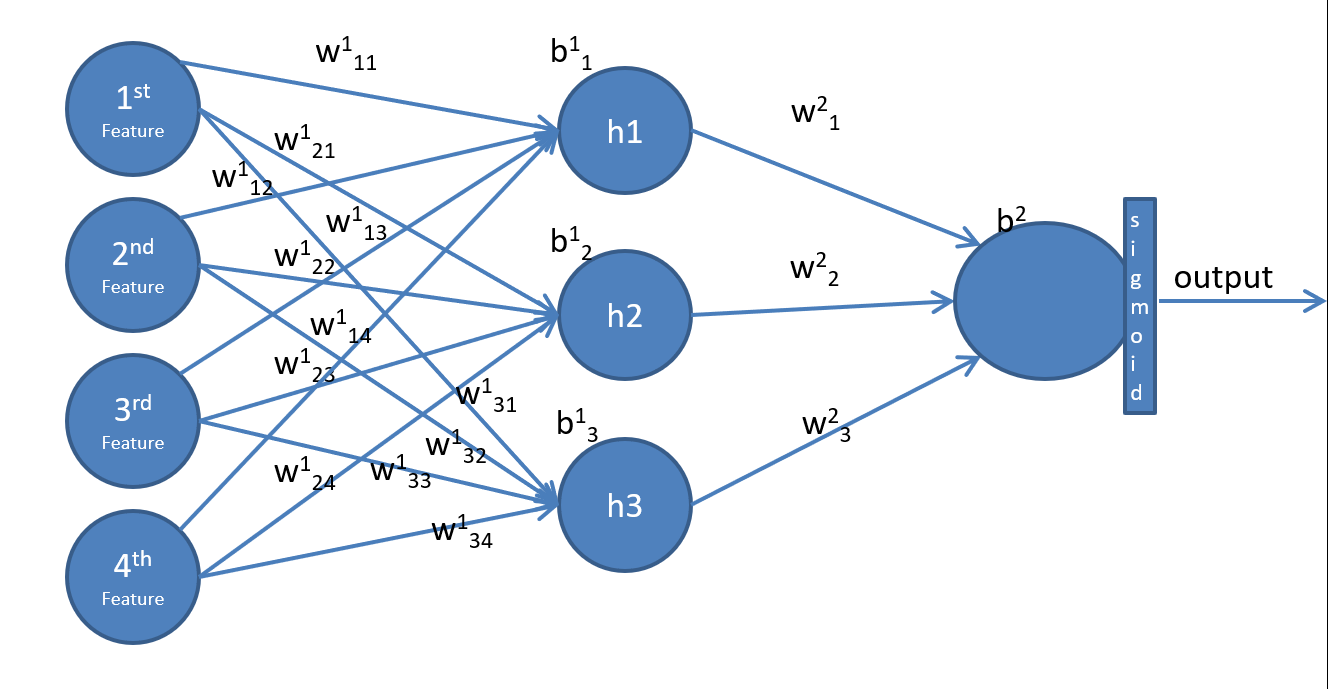 1st
Feature
2nd
Feature
3rd
Feature
4th
Feature
w111
w121
w112
w113
w122
w114
w123
w131
w132
w133
w124
w134
b11
h1
b12
h2
b13
h3
w21
w22
w23
b2
sigmoid
output